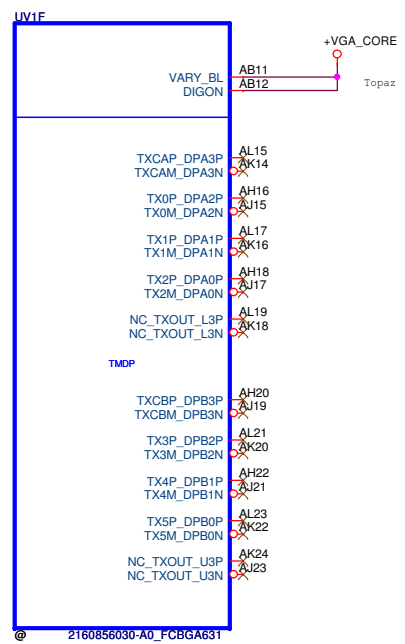 UV1F
+VGA_CORE
VARY_BL AB11
DIGON AB12
Topaz
TXCAP_DPA3P AL15
TXCAM_DPA3N AK14
TX0P_DPA2P AH16
TX0M_DPA2N AJ15
TX1P_DPA1P AL17
TX1M_DPA1N AK16
TX2P_DPA0P AH18
TX2M_DPA0N AJ17
NC_TXOUT_L3P AL19
NC_TXOUT_L3N AK18
TMDP
TXCBP_DPB3P AH20
TXCBM_DPB3N AJ19
TX3P_DPB2P AL21
TX3M_DPB2N AK20
TX4P_DPB1P AH22
TX4M_DPB1N AJ21
TX5P_DPB0P AL23
TX5M_DPB0N AK22
NC_TXOUT_U3P AK24
NC_TXOUT_U3N AJ23
@ 2160856030-A0_FCBGA631